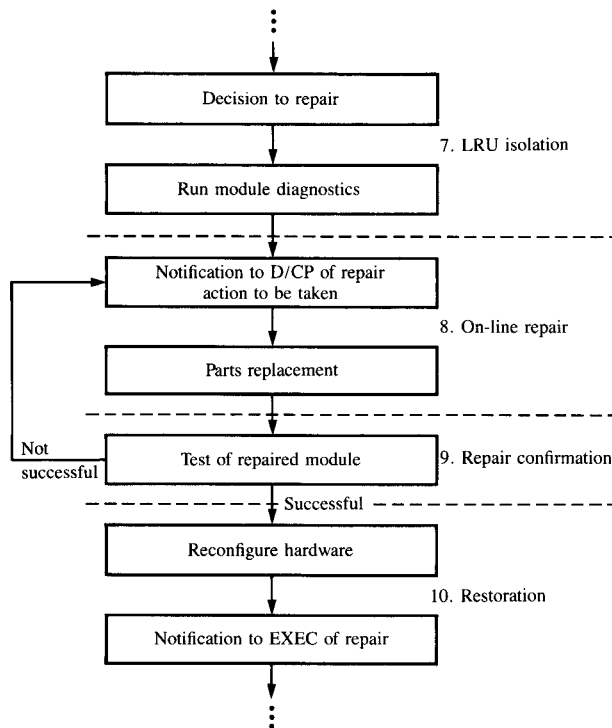 Decision to repair
7. LRU isolation
Run module diagnostics
Notification to D/CP of repair
action to be taken
8. On-line repair
Parts replacement
Not
successful
Test of repaired module
9. Repair confirmation
Successful
Reconfigure hardware
10. Restoration
Notification to EXEC of repair